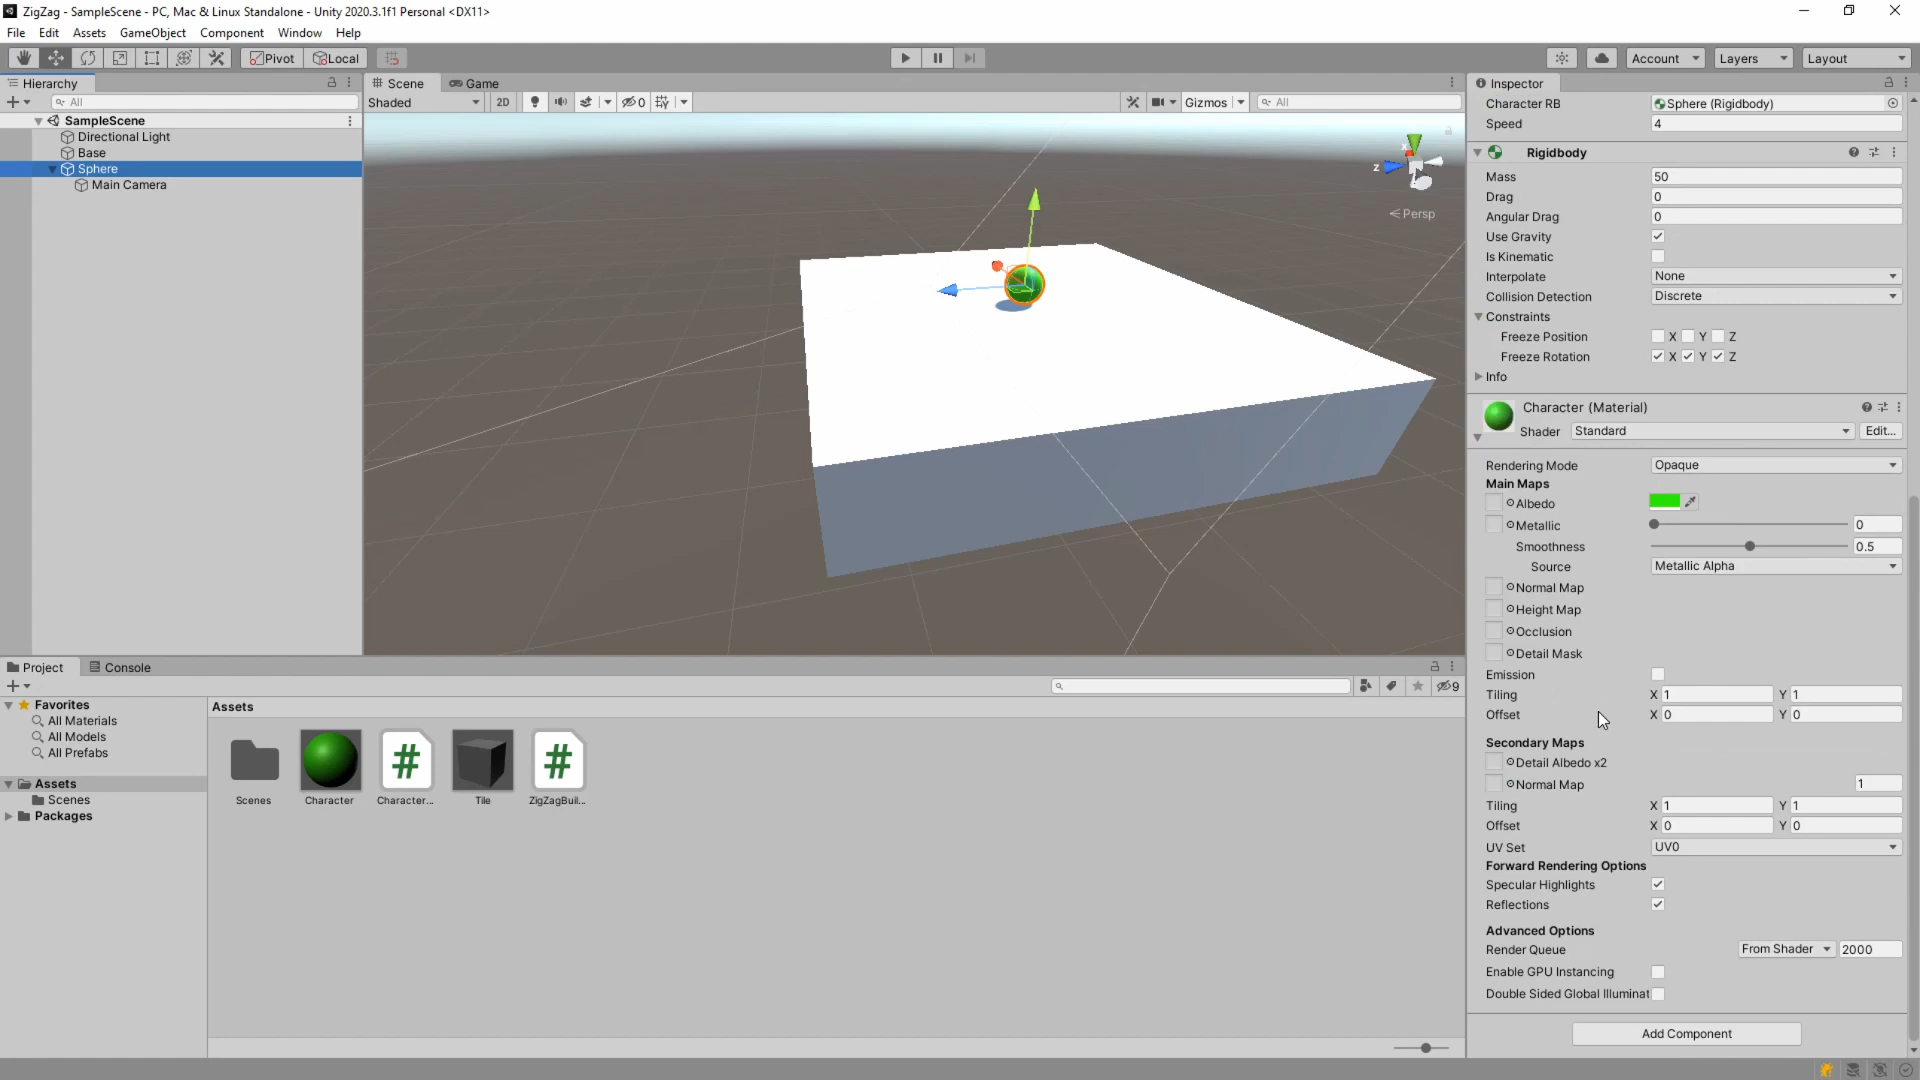 ZigZag - SampleScene - PC, Mac & Linux Standalone - Unity 2020.3.1f1 Personal <DX11>
File Edit Assets GameObject Component Window Help
Pivot Local Account Layers Layout
Hierarchy
All
SampleScene
Directional Light
Base
Sphere
Main Camera
Scene Game
Shaded 2D 0 Gizmos All
x
z
Persp
Inspector
Character RB Sphere (Rigidbody)
Speed 4
Rigidbody
Mass 50
Drag 0
Angular Drag 0
Use Gravity
Is Kinematic
Interpolate None
Collision Detection Discrete
Constraints
Freeze Position X Y Z
Freeze Rotation X Y Z
Info
Character (Material)
Shader Standard Edit...
Rendering Mode Opaque
Main Maps
Albedo
Metallic 0
Smoothness 0.5
Source Metallic Alpha
Normal Map
Height Map
Occlusion
Detail Mask
Emission
Tiling X 1 Y 1
Offset X 0 Y 0
Secondary Maps
Detail Albedo x2
Normal Map 1
Tiling X 1 Y 1
Offset X 0 Y 0
UV Set UV0
Forward Rendering Options
Specular Highlights
Reflections
Advanced Options
Render Queue From Shader 2000
Enable GPU Instancing
Double Sided Global Illuminat
Add Component
Project Console
9
Favorites
All Materials
All Models
All Prefabs
Assets
Scenes
Packages
Assets
Scenes Character Character... Tile ZigZagBuil...